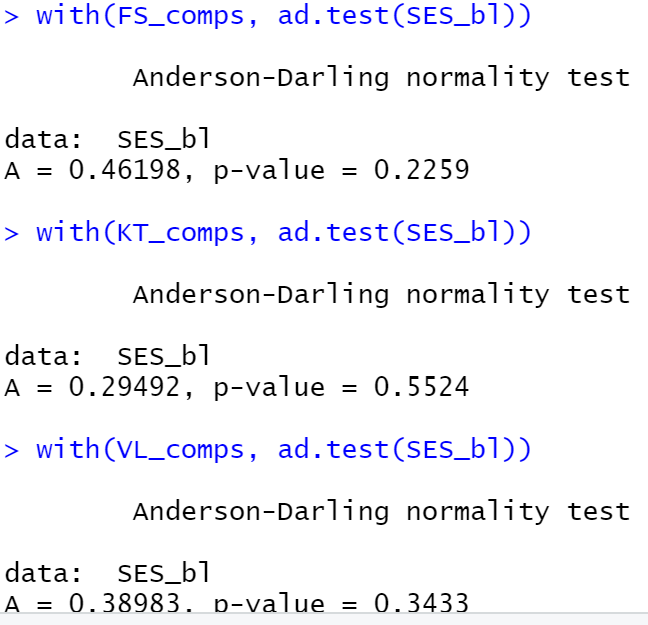 > with(FS_comps, ad.test(SES_bl))
Anderson-Darling normality test
data:  SES_bl
A = 0.46198, p-value = 0.2259
> with(KT_comps, ad.test(SES_bl))
Anderson-Darling normality test
data:  SES_bl
A = 0.29492, p-value = 0.5524
> with(VL_comps, ad.test(SES_bl))
Anderson-Darling normality test
data:  SES_bl
A = 0.38983, p-value = 0.3433